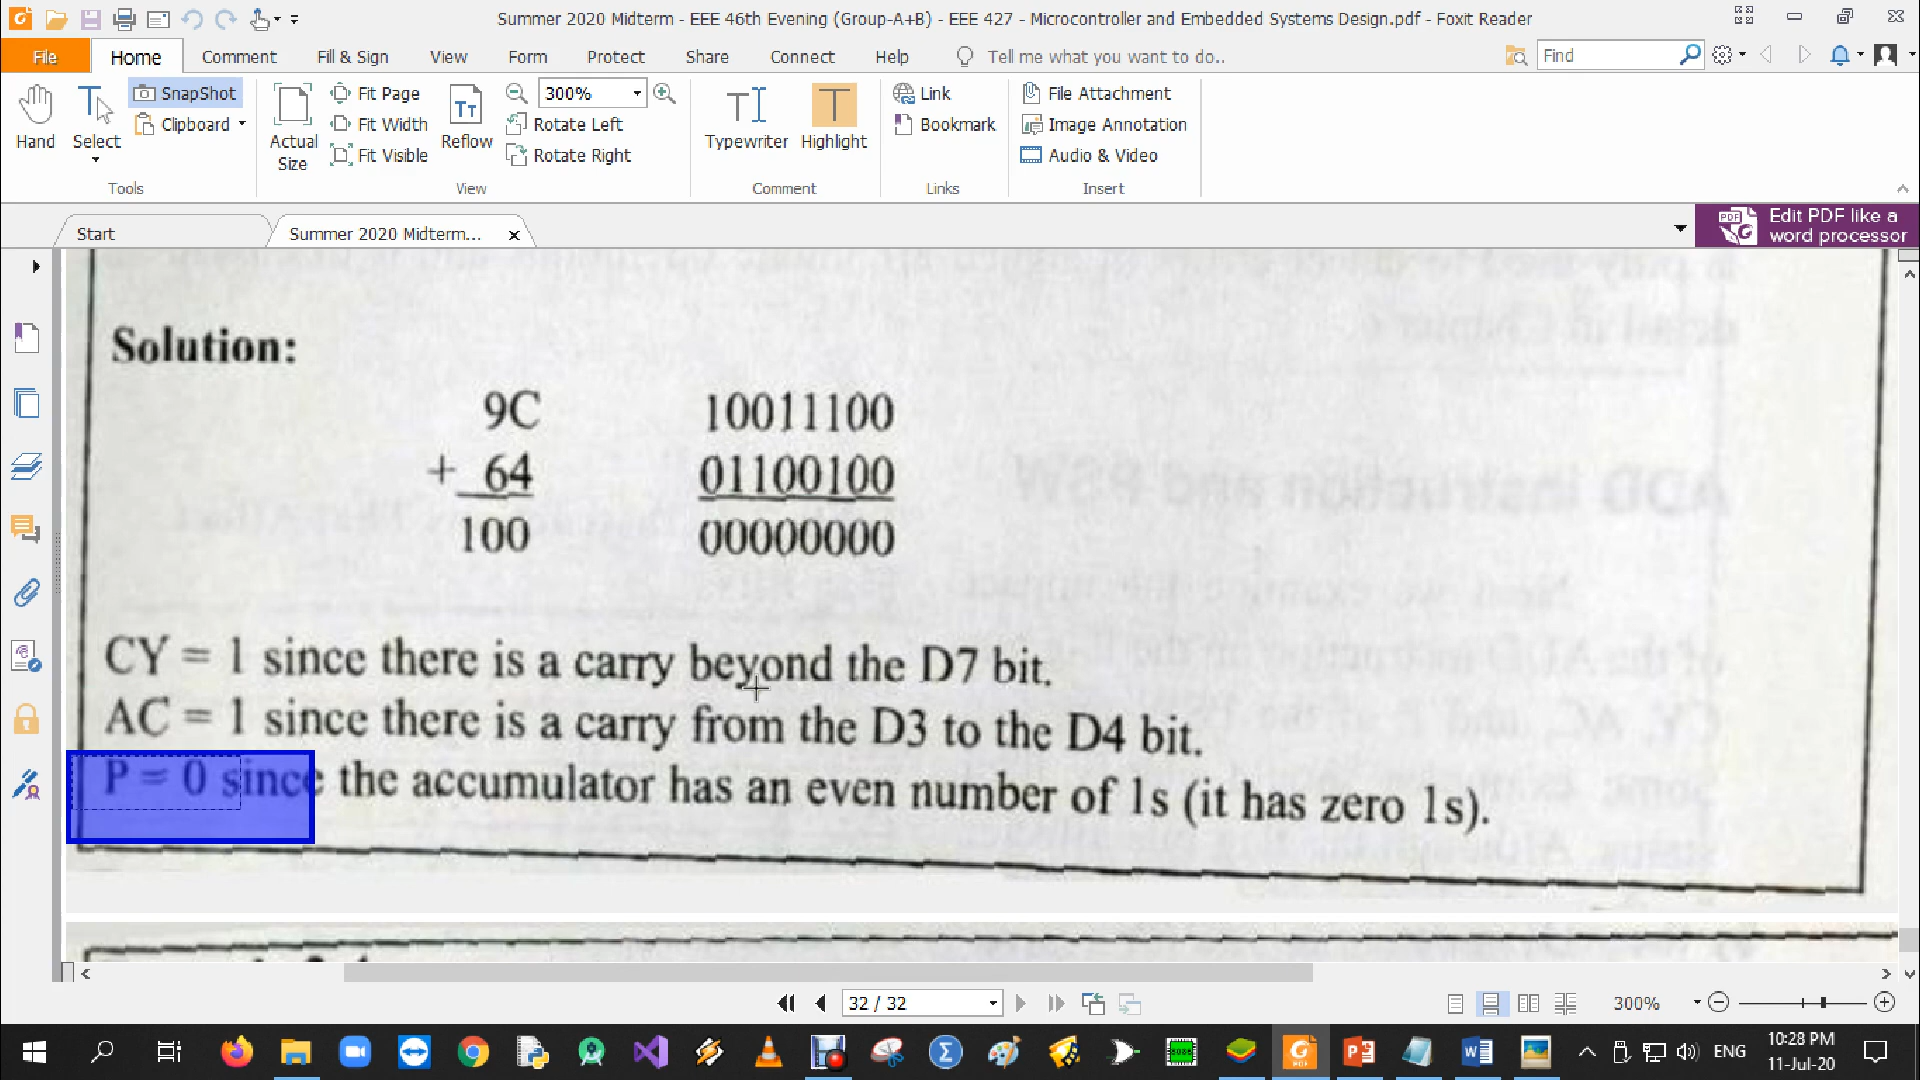 Summer 2020 Midterm - EEE 46th Evening (Group-A+B) - EEE 427 - Microcontroller and Embedded Systems Design.pdf - Foxit Reader
File Home Comment Fill & Sign View Form Protect Share Connect Help Tell me what you want to do.. Find
Hand
Select
SnapShot
Clipboard
Tools
Actual
Size
Fit Page
Fit Width
Fit Visible
Reflow
300%
Rotate Left
Rotate Right
View
Typewriter
Highlight
Comment
Link
Bookmark
Links
File Attachment
Image Annotation
Audio & Video
Insert
Start
Summer 2020 Midterm...
Edit PDF like a
word processor
Solution:
9C 10011100
+ 64 01100100
100 00000000
CY = 1 since there is a carry beyond the D7 bit.
AC = 1 since there is a carry from the D3 to the D4 bit.
P = 0 since the accumulator has an even number of 1s (it has zero 1s).
32 / 32
300%
ENG
10:28 PM
11-Jul-20